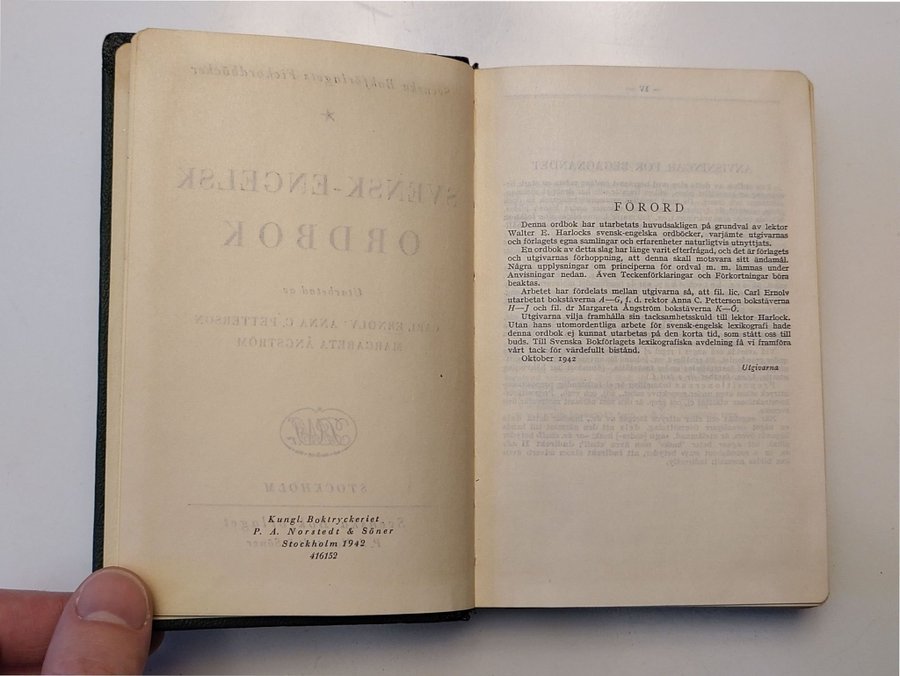 Kungl. Boktryckeriet
P. A. Norstedt & Söner
Stockholm 1942
416152
FÖRORD
Denna ordbok har utarbetats huvudsakligen på grundval av lektor
Walter E. Harlocks svensk-engelska ordböcker, varjämte utgivarnas
och förlagets egna samlingar och erfarenheter naturligtvis utnyttjats.
En ordbok av detta slag har länge varit efterfrågad, och det är förlagets
och utgivarnas förhoppning, att denna skall motsvara sitt ändamål.
Några upplysningar om principerna för ordval m. m. lämnas under
Anvisningar nedan. Även Teckenförklaringar och Förkortningar böra
beaktas.
Arbetet har fördelats mellan utgivarna så, att fil. lic. Carl Ernolv
utarbetat bokstäverna A—G, f. d. rektor Anna C. Petterson bokstäverna
H—J och fil. dr Margareta Ångström bokstäverna K—Ö.
Utgivarna vilja framhålla sin tacksamhetsskuld till lektor Harlock.
Utan hans utomordentliga arbete för svensk-engelsk lexikografi hade
denna ordbok ej kunnat utarbetas på den korta tid, som stått oss till
buds. Till Svenska Bokförlagets lexikografiska avdelning få vi framföra
vårt tack för värdefullt bistånd.
Oktober 1942
Utgivarna